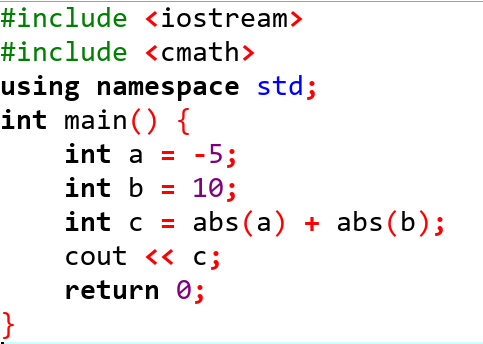 #include <iostream>
#include <cmath>
using namespace std;
int main() {
    int a = -5;
    int b = 10;
    int c = abs(a) + abs(b);
    cout << c;
    return 0;
}